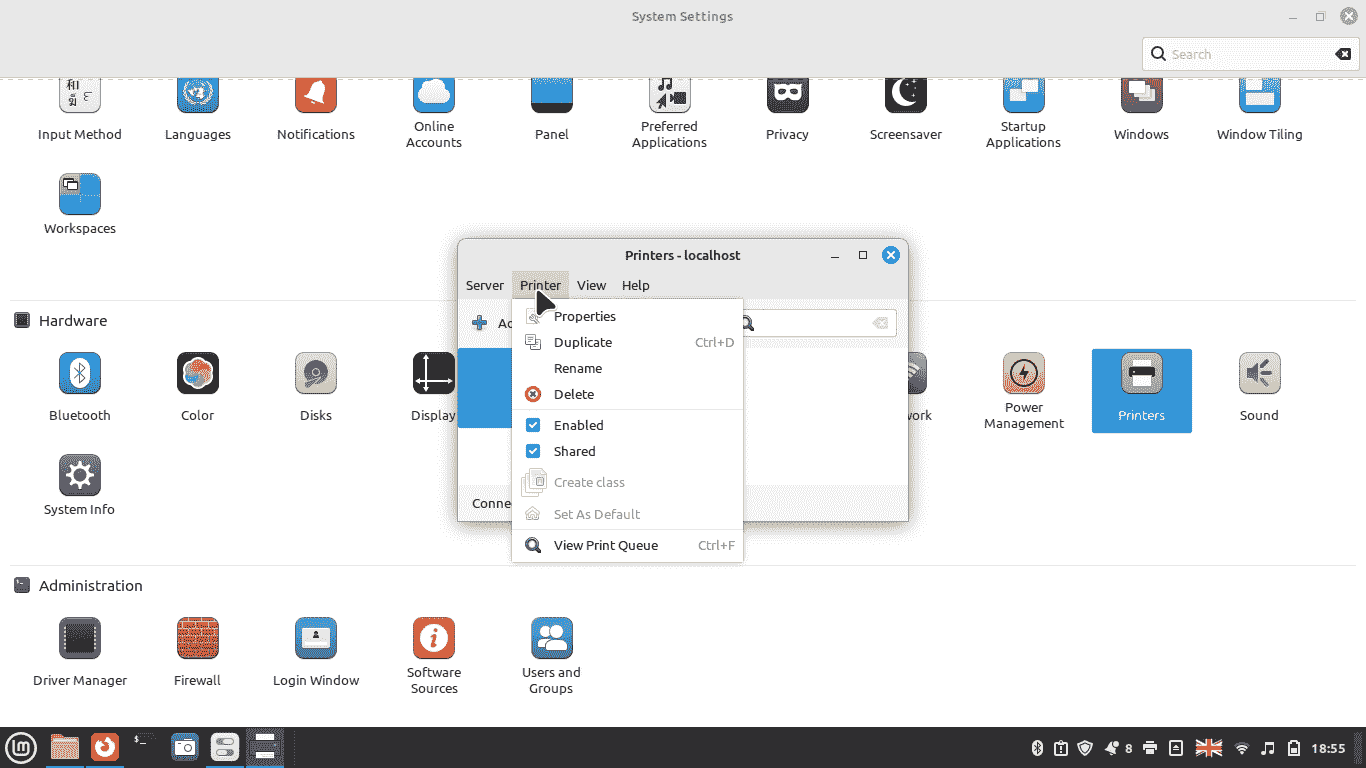 System Settings
Search
Input Method
Languages
Notifications
Online
Accounts
Panel
Preferred
Applications
Privacy
Screensaver
Startup
Applications
Windows
Window Tiling
Workspaces
Printers - localhost
Server
Printer
View
Help
Properties
Duplicate
Ctrl+D
Rename
Delete
Enabled
Shared
Create class
Set As Default
View Print Queue
Ctrl+F
Hardware
Bluetooth
Color
Disks
Display
Power
Management
Printers
Sound
System Info
Administration
Driver Manager
Firewall
Login Window
Software
Sources
Users and
Groups
8
18:55